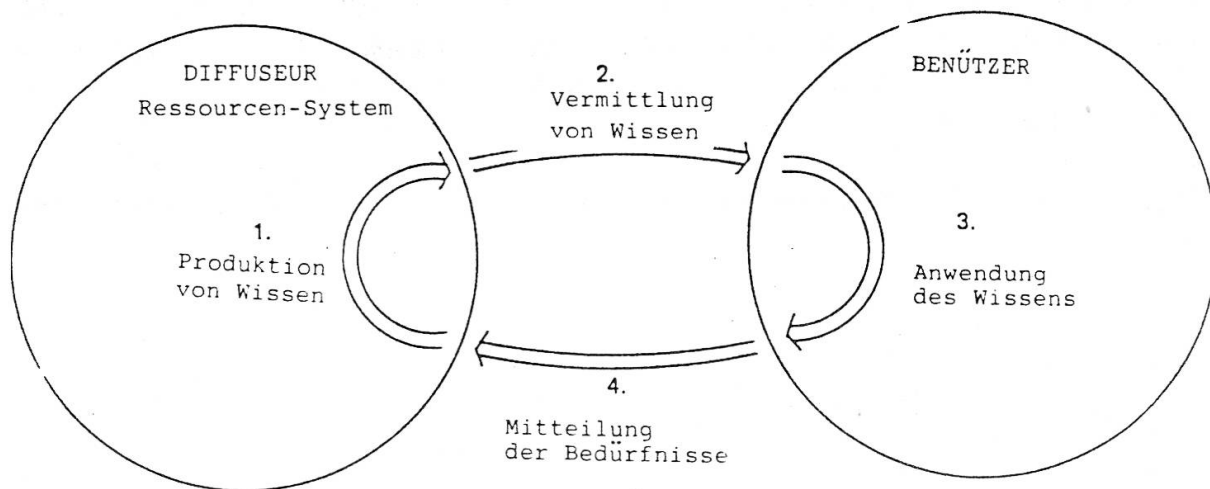 DIFFUSEUR
Ressourcen-System
1.
Produktion
von Wissen
2.
Vermittlung
von Wissen
BENÜTZER
3.
Anwendung
des Wissens
4.
Mitteilung
der Bedürfnisse